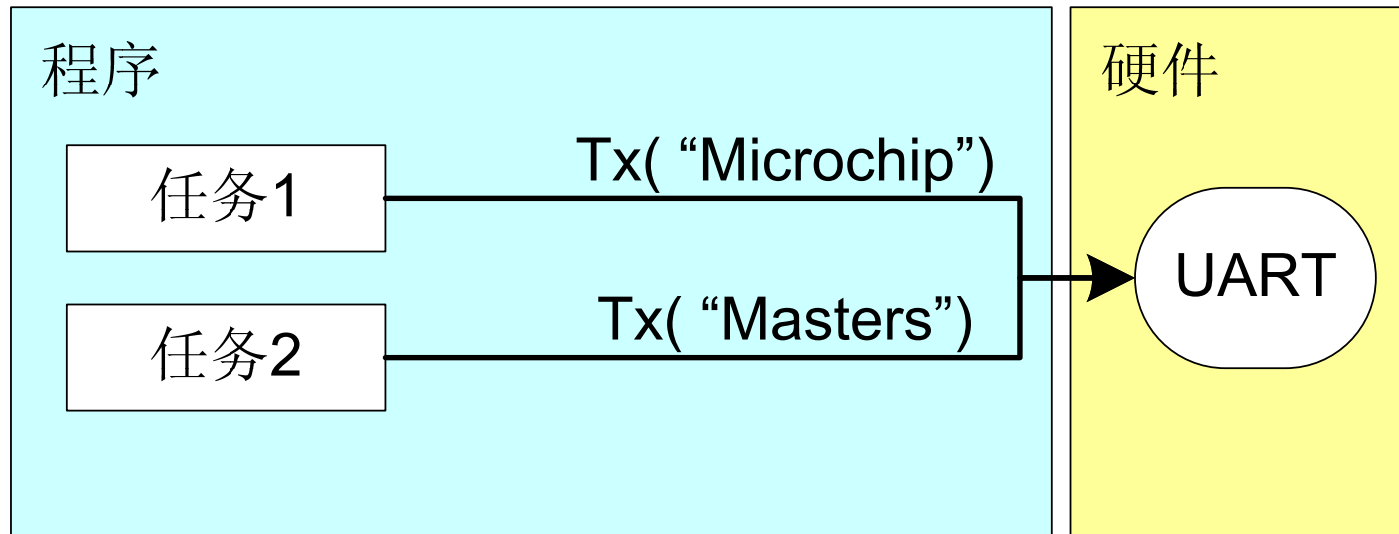 程序
硬件
任务1
Tx( “Microchip”)
任务2
Tx( “Masters”)
UART